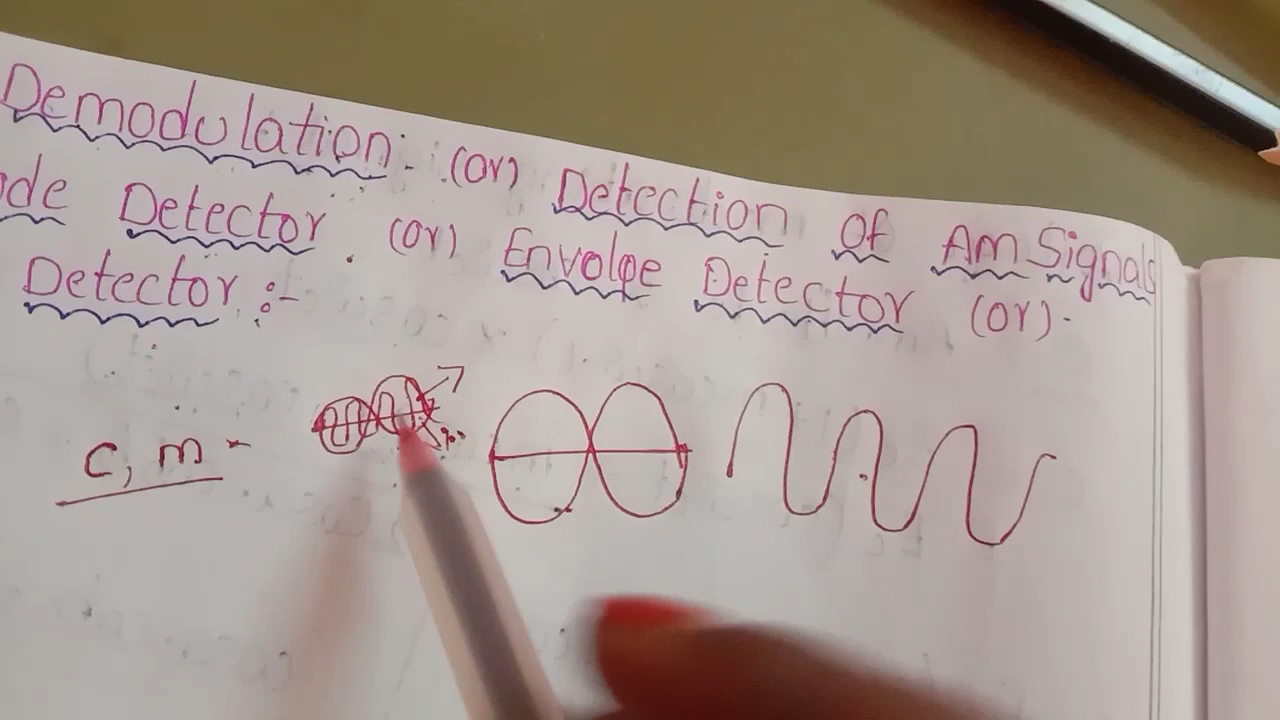 Demodulation:- (or) Detection Of Am Signals
ode Detector (or) Envolpe Detector (or)-
Detector :-
C, m -